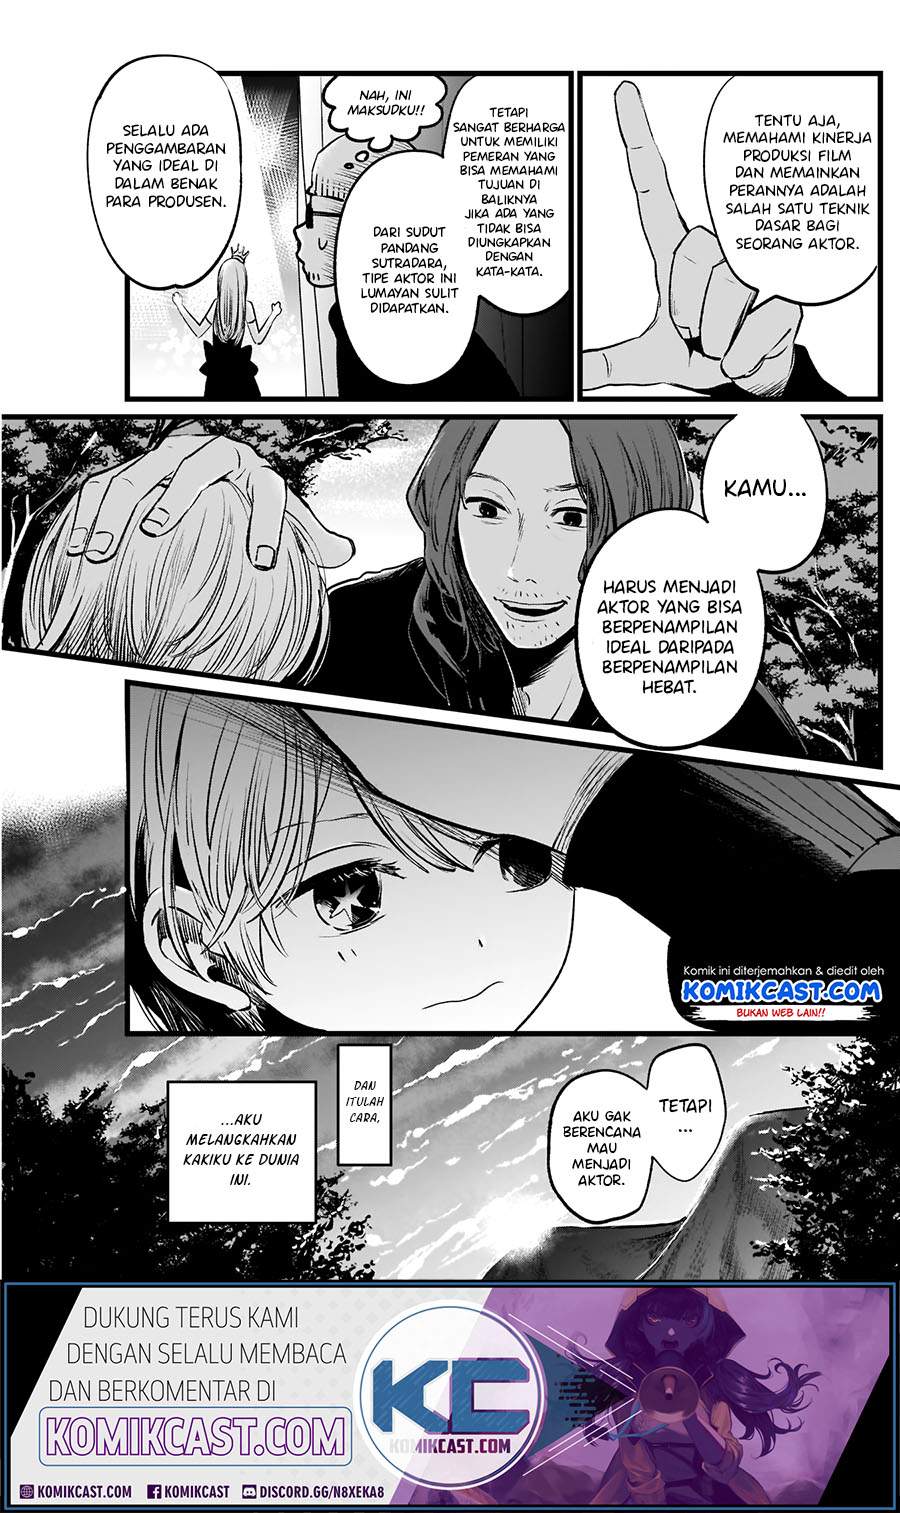 TENTU AJA,
MEMAHAMI KINERJA
PRODUKSI FILM
DAN MEMAINKAN
PERANNYA ADALAH
SALAH SATU TEKNIK
DASAR BAGI
SEORANG AKTOR.
TETAPI
SANGAT BERHARGA
UNTUK MEMILIKI
PEMERAN YANG
BISA MEMAHAMI
TUJUAN DI
BALIKNYA
JIKA ADA YANG
TIDAK BISA
DIUNGKAPKAN
DENGAN
KATA-KATA.
NAH, INI
MAKSUDKU!!
DARI SUDUT
PANDANG
SUTRADARA,
TIPE AKTOR INI
LUMAYAN SULIT
DIDAPATKAN.
SELALU ADA
PENGGAMBARAN
YANG IDEAL DI
DALAM BENAK
PARA PRODUSEN.
KAMU...
HARUS MENJADI
AKTOR YANG BISA
BERPENAMPILAN
IDEAL DARIPADA
BERPENAMPILAN
HEBAT.
Komik ini diterjemahkan & diedit oleh
KOMIKCAST.COM
BUKAN WEB LAIN!!
TETAPI
...
AKU GAK
BERENCANA
MAU
MENJADI
AKTOR.
DAN
ITULAH
CARA,
...AKU
MELANGKAHKAN
KAKIKU KE DUNIA
INI.
DUKUNG TERUS KAMI
DENGAN SELALU MEMBACA
DAN BERKOMENTAR DI
KOMIKCAST.COM
KOMIKCAST.COM
KOMIKCAST
DISCORD.GG/N8XEKA8
KC
KOMIKCAST.COM